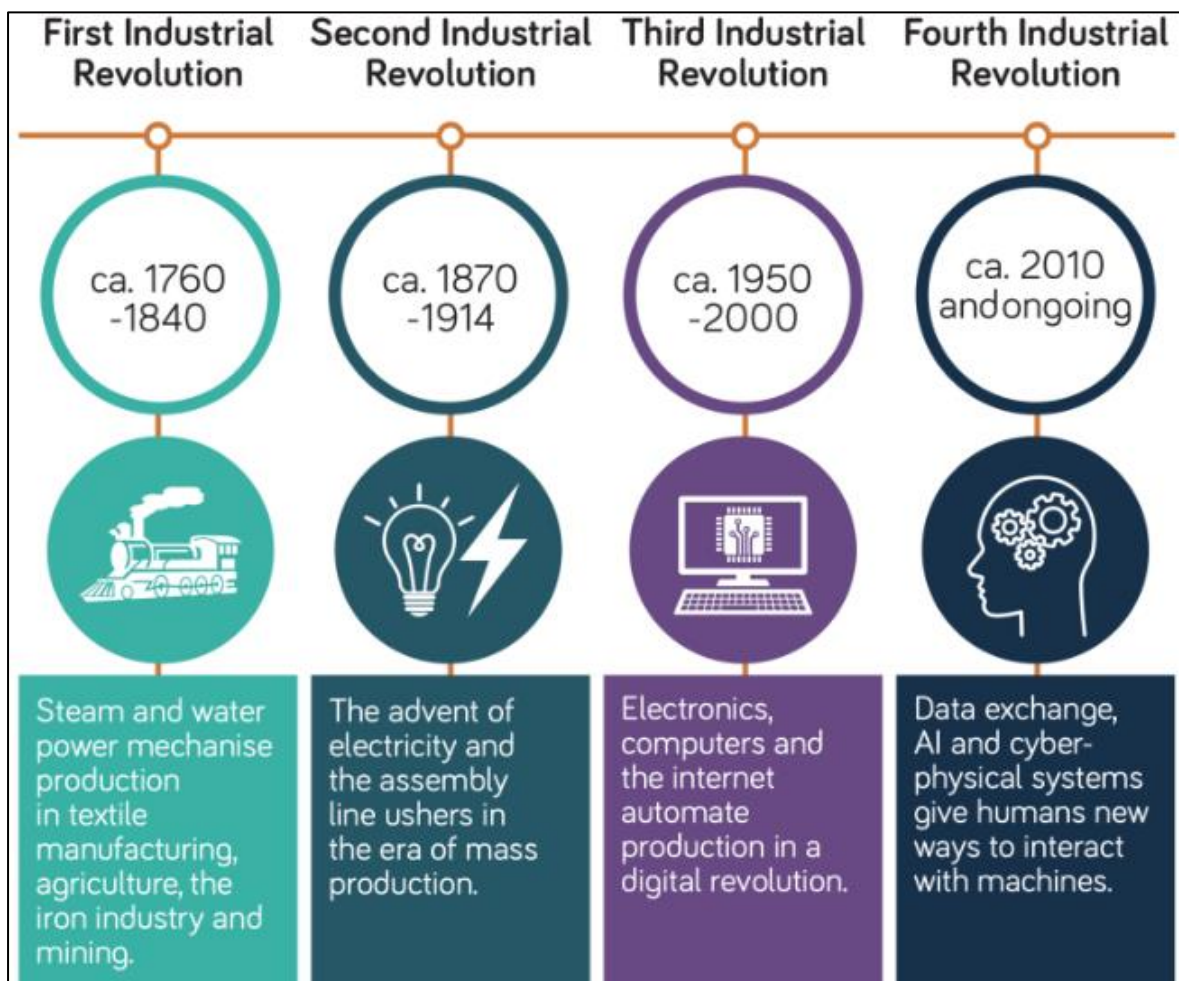 First Industrial
Revolution
Second Industrial
Revolution
Third Industrial
Revolution
Fourth Industrial
Revolution
ca. 1760
-1840
ca. 1870
-1914
ca. 1950
-2000
ca. 2010
and ongoing
Steam and water
power mechanise
production
in textile
manufacturing,
agriculture, the
iron industry and
mining.
The advent of
electricity and
the assembly
line ushers in
the era of mass
production.
Electronics,
computers and
the internet
automate
production in a
digital revolution.
Data exchange,
AI and cyber-
physical systems
give humans new
ways to interact
with machines.